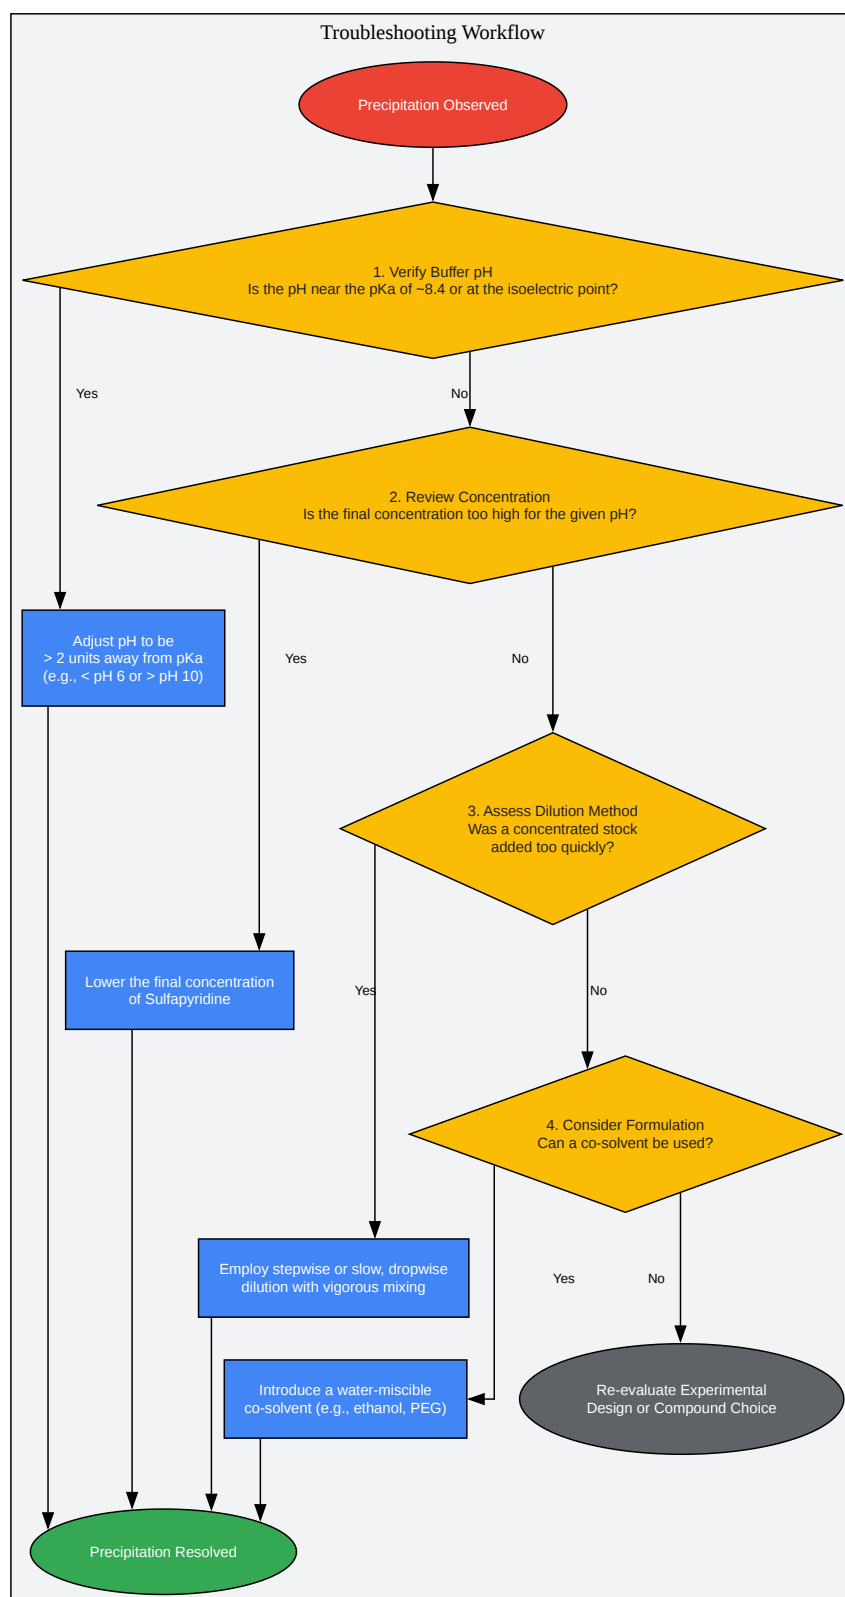 Troubleshooting Workflow
Precipitation Observed
1. Verify Buffer pH
Is the pH near the pKa of ~8.4 or at the isoelectric point?
Yes
No
2. Review Concentration
Is the final concentration too high for the given pH?
Adjust pH to be
> 2 units away from pKa
(e.g., < pH 6 or > pH 10)
Yes
No
3. Assess Dilution Method
Was a concentrated stock
added too quickly?
Lower the final concentration
of Sulfapyridine
Yes
No
4. Consider Formulation
Can a co-solvent be used?
Employ stepwise or slow, dropwise
dilution with vigorous mixing
Yes
No
Introduce a water-miscible
co-solvent (e.g., ethanol, PEG)
Re-evaluate Experimental
Design or Compound Choice
Precipitation Resolved